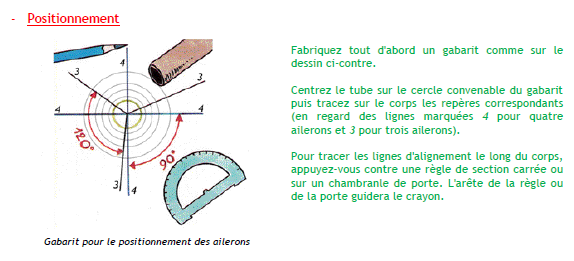 - Positionnement
Fabriquez tout d'abord un gabarit comme sur le
dessin ci-contre.
Centrez le tube sur le cercle convenable du gabarit
puis tracez sur le corps les repères correspondants
(en regard des lignes marquées 4 pour quatre
ailerons et 3 pour trois ailerons).
Pour tracer les lignes d'alignement le long du corps,
appuyez-vous contre une règle de section carrée ou
sur un chambranle de porte. L'arête de la règle ou
de la porte guidera le crayon.
4
3
3
4
4
120°
90°
3
4
Gabarit pour le positionnement des ailerons